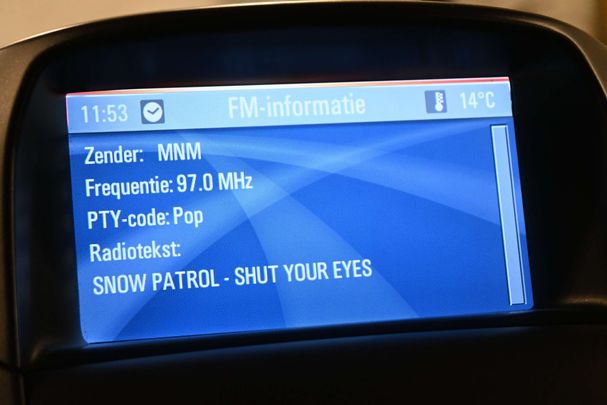 11:53 FM-informatie 14°C
Zender: MNM
Frequentie: 97.0 MHz
PTY-code: Pop
Radiotekst:
SNOW PATROL - SHUT YOUR EYES